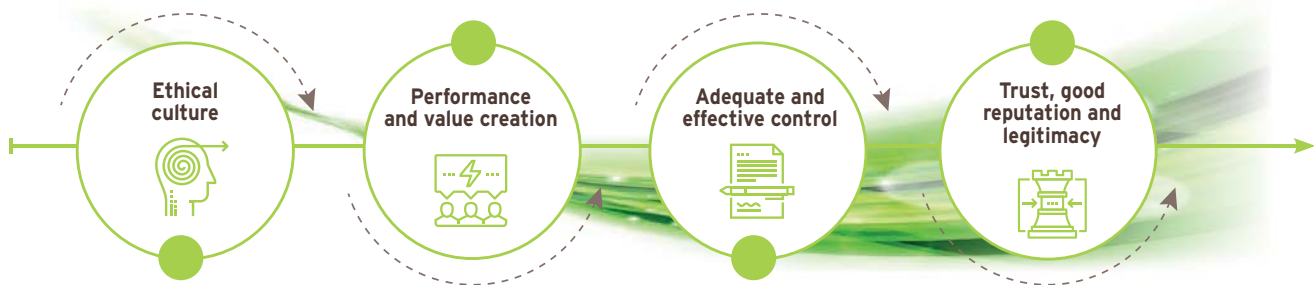 Ethical
culture
Performance
and value creation
Adequate and
effective control
Trust, good
reputation and
legitimacy